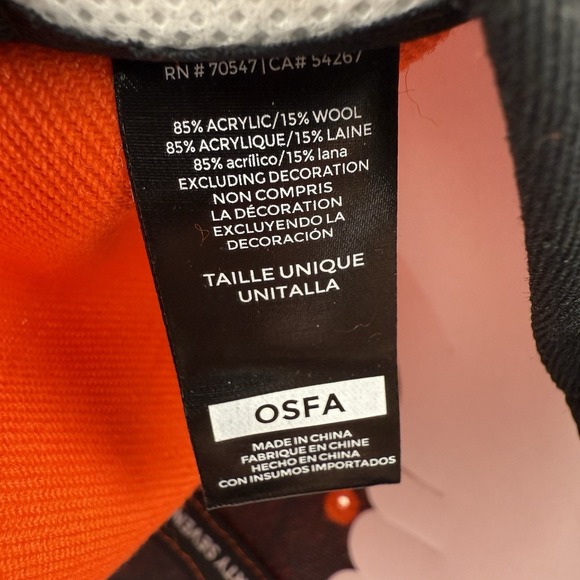 RN # 70547 | CA# 54267
85% ACRYLIC/15% WOOL
85% ACRYLIQUE/15% LAINE
85% acrílico/15% lana
EXCLUDING DECORATION
NON COMPRIS
LA DÉCORATION
EXCLUYENDO LA
DECORACIÓN
TAILLE UNIQUE
UNITALLA
OSFA
MADE IN CHINA
FABRIQUE EN CHINE
HECHO EN CHINA
CON INSUMOS IMPORTADOS